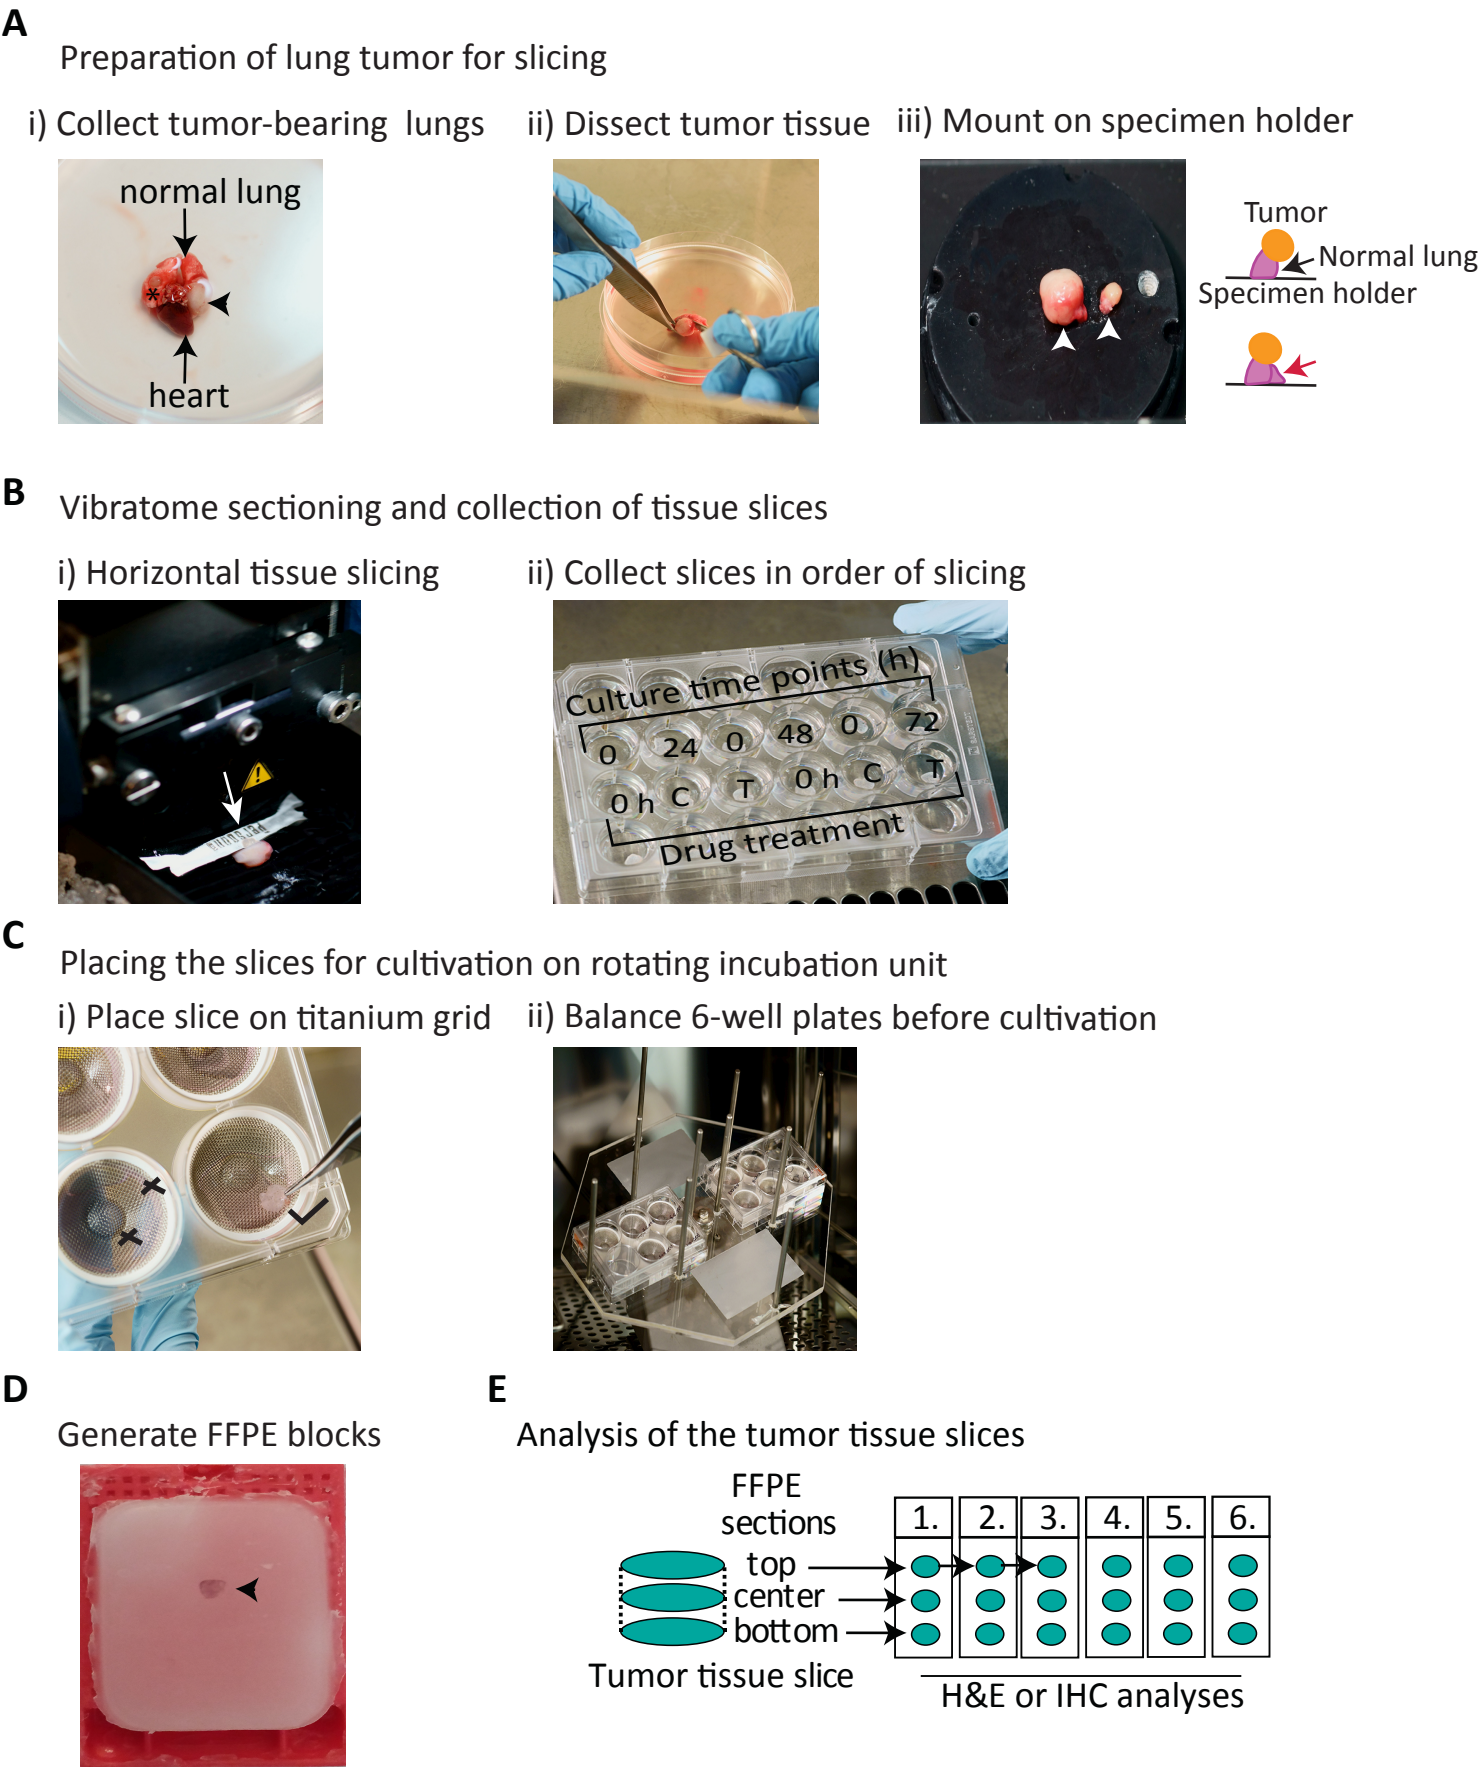 A
Preparation of lung tumor for slicing
i) Collect tumor-bearing lungs
ii) Dissect tumor tissue
iii) Mount on specimen holder
normal lung
*
heart
Tumor
Normal lung
Specimen holder
B
Vibratome sectioning and collection of tissue slices
i) Horizontal tissue slicing
ii) Collect slices in order of slicing
!
Personna
Culture time points (h)
0 24 0 48 0 72
0 h C T 0 h C T
Drug treatment
SARSTEDT
C
Placing the slices for cultivation on rotating incubation unit
i) Place slice on titanium grid
ii) Balance 6-well plates before cultivation
D
Generate FFPE blocks
E
Analysis of the tumor tissue slices
FFPE
sections
1. 2. 3. 4. 5. 6.
top
center
bottom
Tumor tissue slice
H&E or IHC analyses